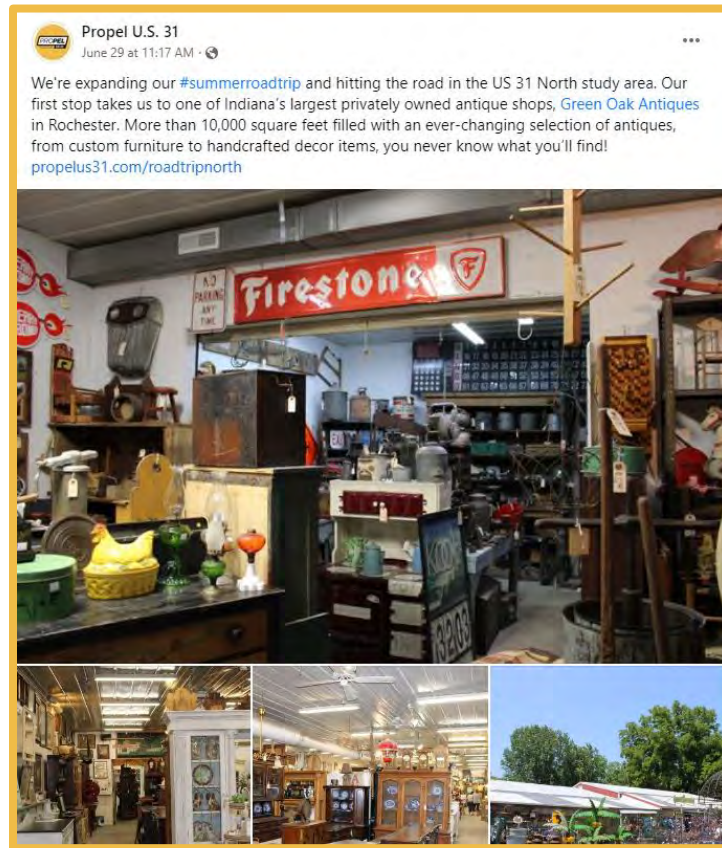 Propel U.S. 31
June 29 at 11:17 AM ·
We're expanding our #summerroadtrip and hitting the road in the US 31 North study area. Our
first stop takes us to one of Indiana's largest privately owned antique shops, Green Oak Antiques
in Rochester. More than 10,000 square feet filled with an ever-changing selection of antiques,
from custom furniture to handcrafted decor items, you never know what you'll find!
propelus31.com/roadtripnorth
NO
PARKING
ANY
TIME
Firestone
F